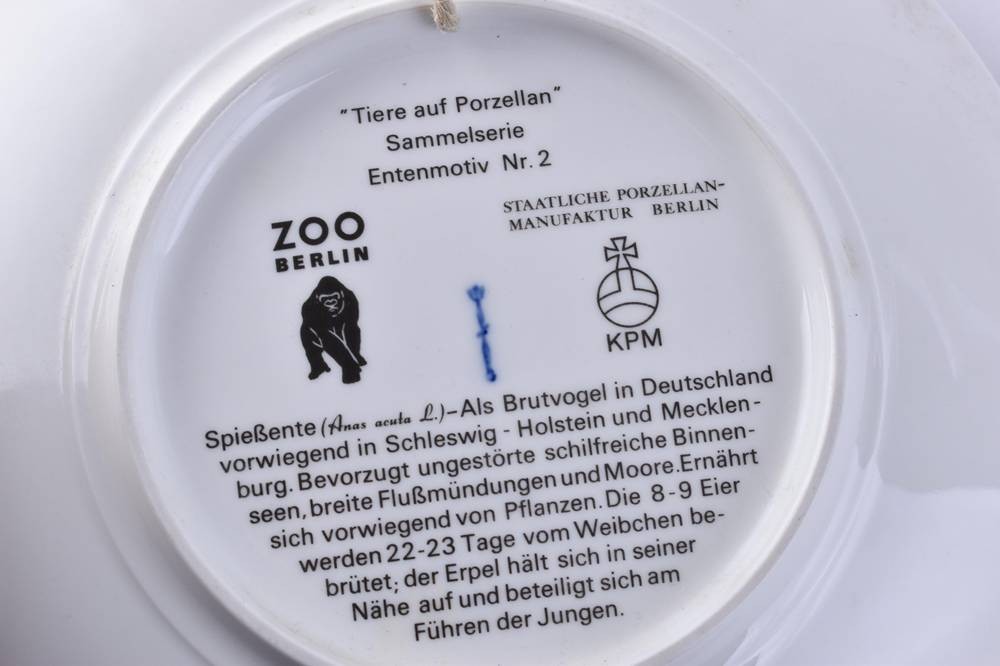 "Tiere auf Porzellan"
Sammelserie
Entenmotiv Nr. 2
ZOO
BERLIN
STAATLICHE PORZELLAN-
MANUFAKTUR BERLIN
KPM
Spießente (Anas acuta L.)–Als Brutvogel in Deutschland
vorwiegend in Schleswig - Holstein und Mecklen-
burg. Bevorzugt ungestörte schilfreiche Binnen-
seen, breite Flußmündungen und Moore. Ernährt
sich vorwiegend von Pflanzen. Die 8-9 Eier
werden 22-23 Tage vom Weibchen be-
brütet; der Erpel hält sich in seiner
Nähe auf und beteiligt sich am
Führen der Jungen.